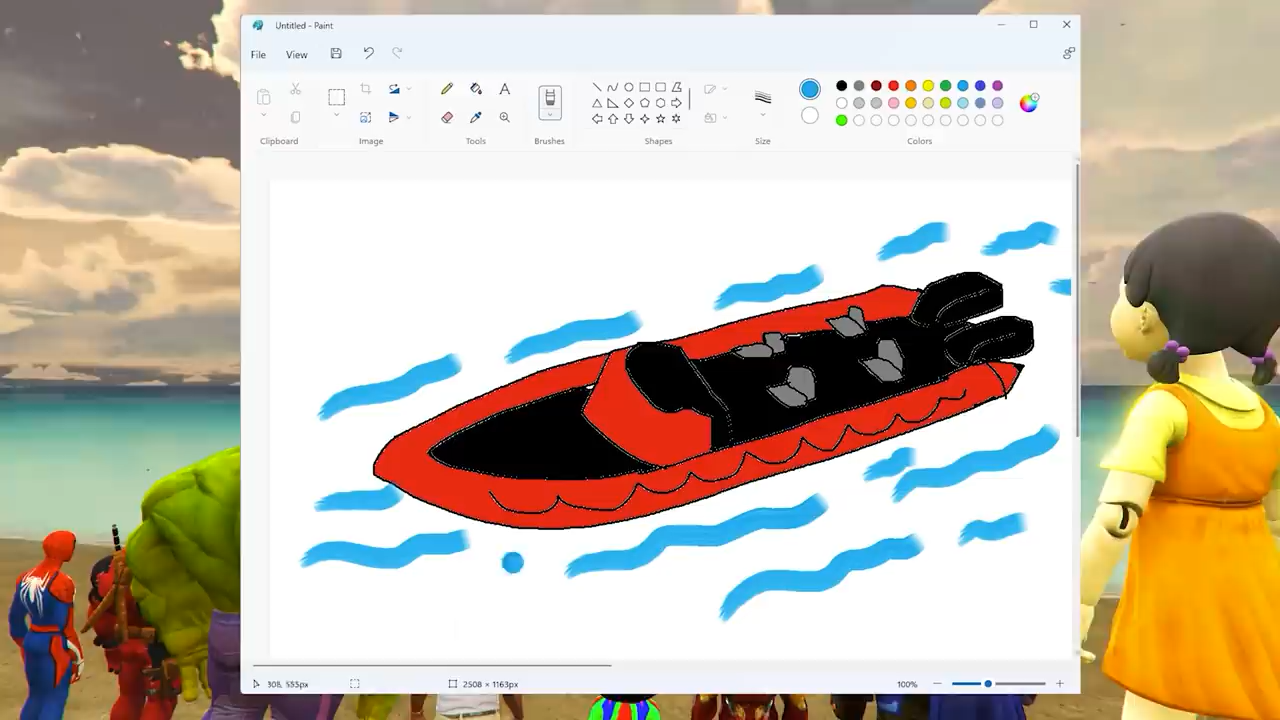 Untitled - Paint
File View
Clipboard Image Tools Brushes Shapes Size Colors
308, 555px 2508 × 1163px 100%